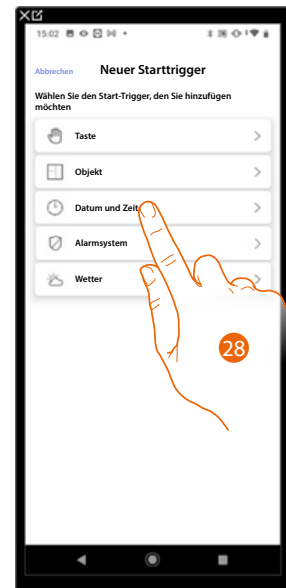 15:02
Abbrechen Neuer Starttrigger
Wählen Sie den Start-Trigger, den Sie hinzufügen
möchten
Taste
Objekt
Datum und Zeit
Alarmsystem
Wetter
28